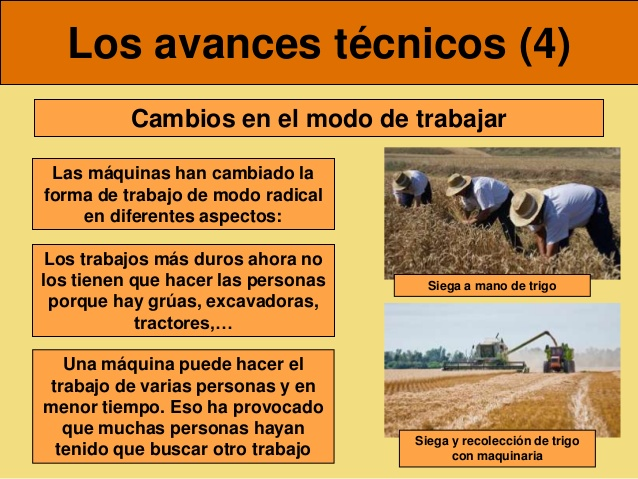 Los avances técnicos (4)
Cambios en el modo de trabajar
Las máquinas han cambiado la
forma de trabajo de modo radical
en diferentes aspectos:
Los trabajos más duros ahora no
los tienen que hacer las personas
porque hay grúas, excavadoras,
tractores,…
Una máquina puede hacer el
trabajo de varias personas y en
menor tiempo. Eso ha provocado
que muchas personas hayan
tenido que buscar otro trabajo
Siega a mano de trigo
Siega y recolección de trigo
con maquinaria